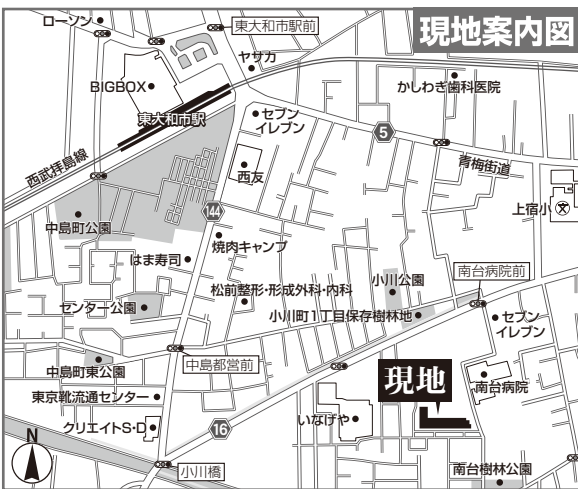 現地案内図
ローソン
東大和市駅前
ヤサカ
BIGBOX
かしわぎ歯科医院
東大和市駅
セブン
イレブン
5
西武拝島線
青梅街道
西友
上宿小
文
中島町公園
144
焼肉キャンプ
はま寿司
小川公園
南台病院前
松前整形・形成外科・内科
センター公園
小川町1丁目保存樹林地
セブン
イレブン
中島都営前
中島町東公園
現地
南台病院
東京靴流通センター
いなげや
クリエイトS・D
16
N
小川橋
南台樹林公園